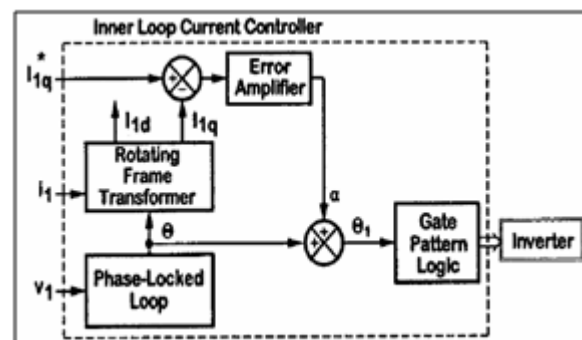 Inner Loop Current Controller
I*1q
+
−
Error
Amplifier
I1d
I1q
Rotating
Frame
Transformer
i1
α
θ
+
+
θ1
Gate
Pattern
Logic
Inverter
Phase-Locked
Loop
v1